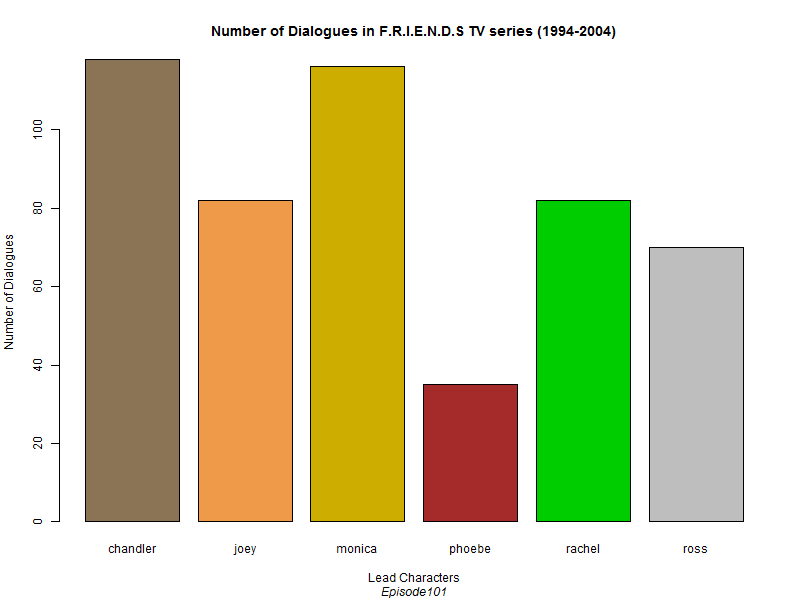 Number of Dialogues in F.R.I.E.N.D.S TV series (1994-2004)
Number of Dialogues
100
80
60
40
20
0
chandler joey monica phoebe rachel ross
Lead Characters
Episode101